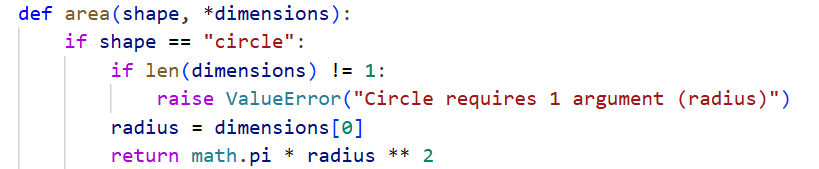 def area(shape, *dimensions):
    if shape == "circle":
        if len(dimensions) != 1:
            raise ValueError("Circle requires 1 argument (radius)")
        radius = dimensions[0]
        return math.pi * radius ** 2